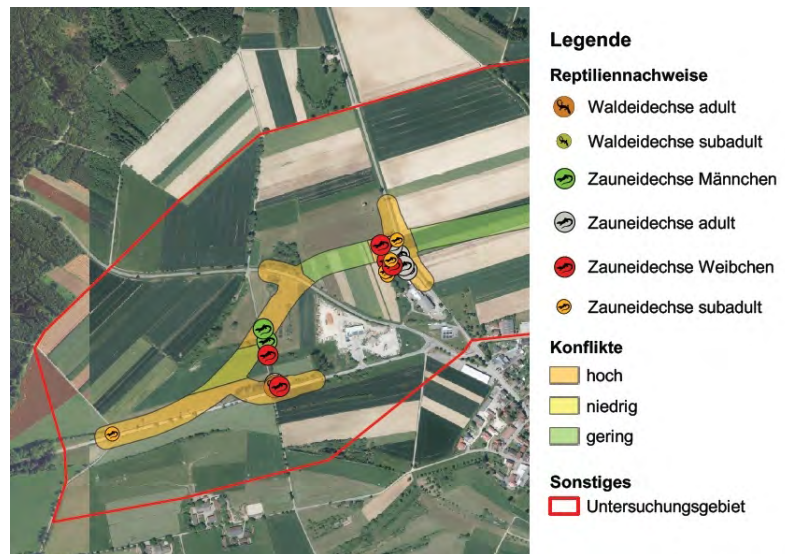 Legende
Reptiliennachweise
Waldeidechse adult
Waldeidechse subadult
Zauneidechse Männchen
Zauneidechse adult
Zauneidechse Weibchen
Zauneidechse subadult
Konflikte
hoch
niedrig
gering
Sonstiges
Untersuchungsgebiet